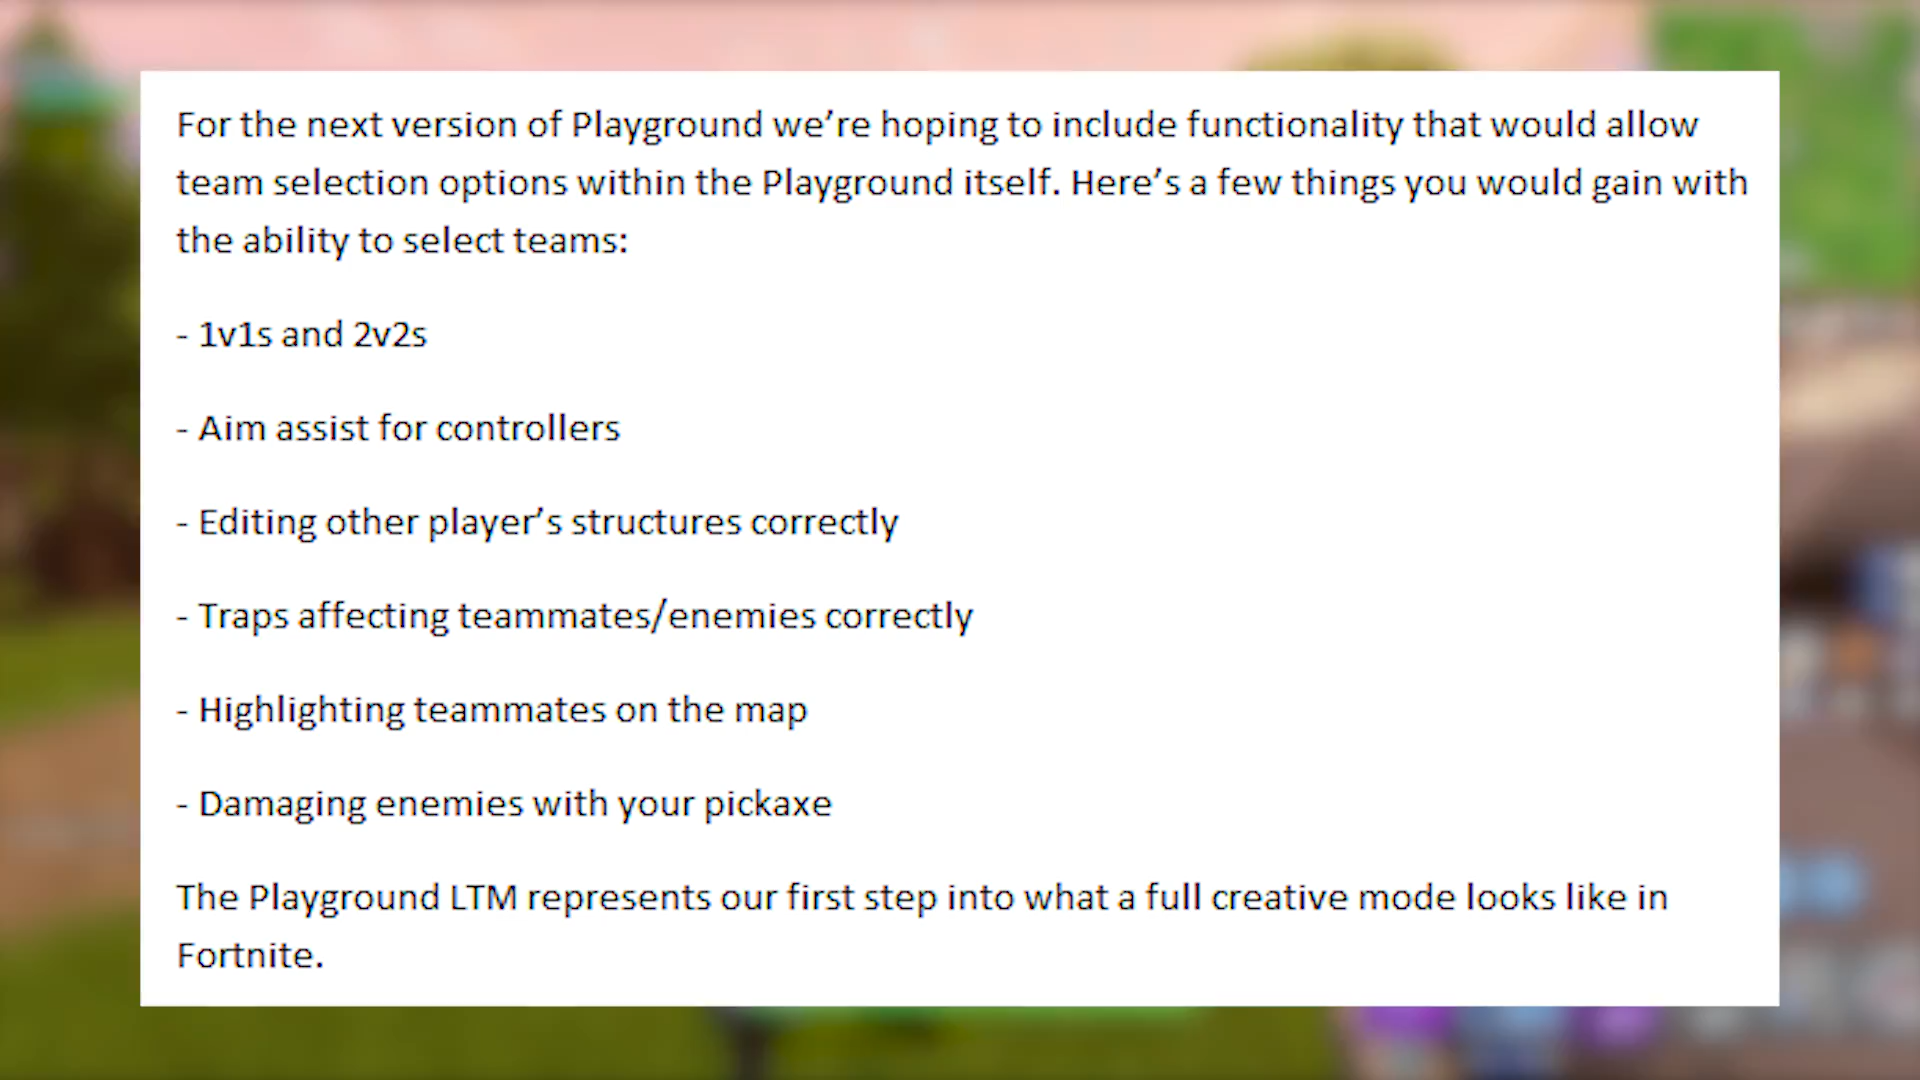 For the next version of Playground we’re hoping to include functionality that would allow
team selection options within the Playground itself. Here’s a few things you would gain with
the ability to select teams:
- 1v1s and 2v2s
- Aim assist for controllers
- Editing other player’s structures correctly
- Traps affecting teammates/enemies correctly
- Highlighting teammates on the map
- Damaging enemies with your pickaxe
The Playground LTM represents our first step into what a full creative mode looks like in
Fortnite.